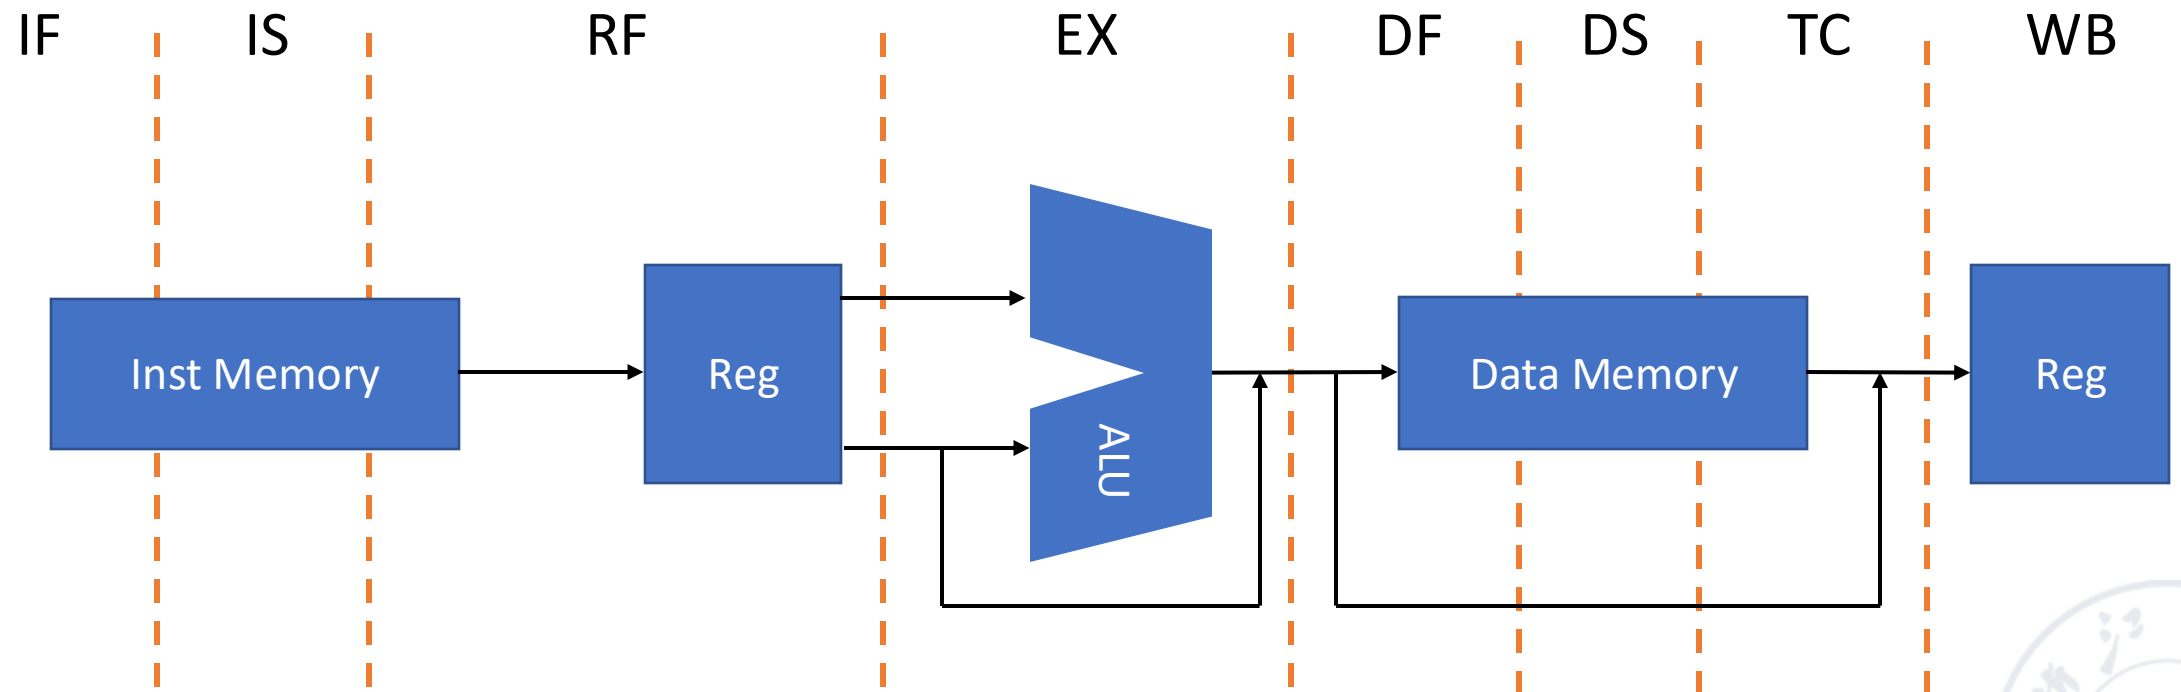 IF IS RF EX DF DS TC WB
Inst Memory
Reg
ALU
Data Memory
Reg